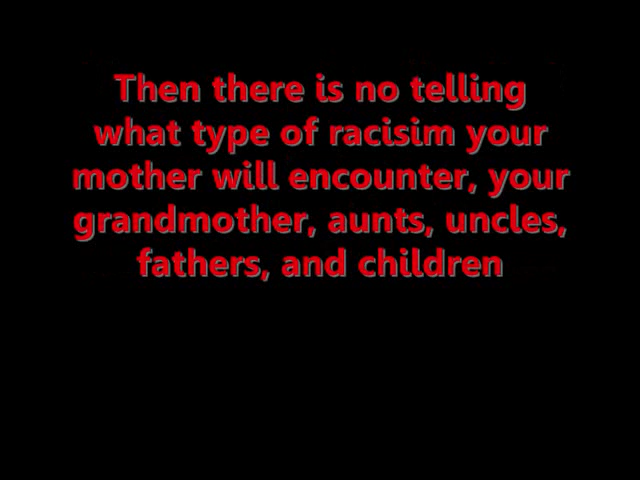 Then there is no telling
what type of racisim your
mother will encounter, your
grandmother, aunts, uncles,
fathers, and children